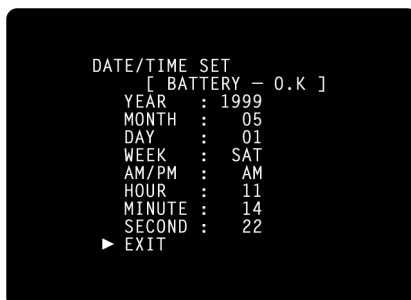 DATE/TIME SET
[ BATTERY — O.K ]
YEAR : 1999
MONTH : 05
DAY : 01
WEEK : SAT
AM/PM : AM
HOUR : 11
MINUTE : 14
SECOND : 22
► EXIT